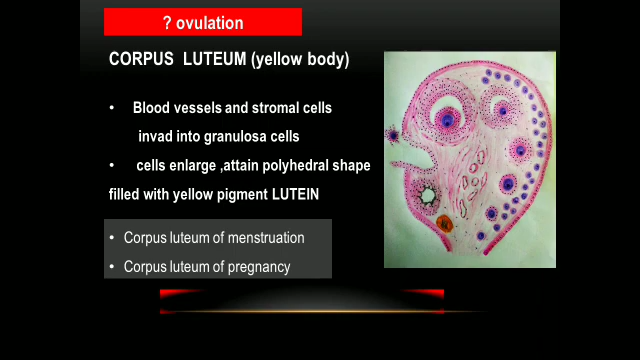 ? ovulation
CORPUS LUTEUM (yellow body)
• Blood vessels and stromal cells
invad into granulosa cells
• cells enlarge ,attain polyhedral shape
filled with yellow pigment LUTEIN
• Corpus luteum of menstruation
• Corpus luteum of pregnancy